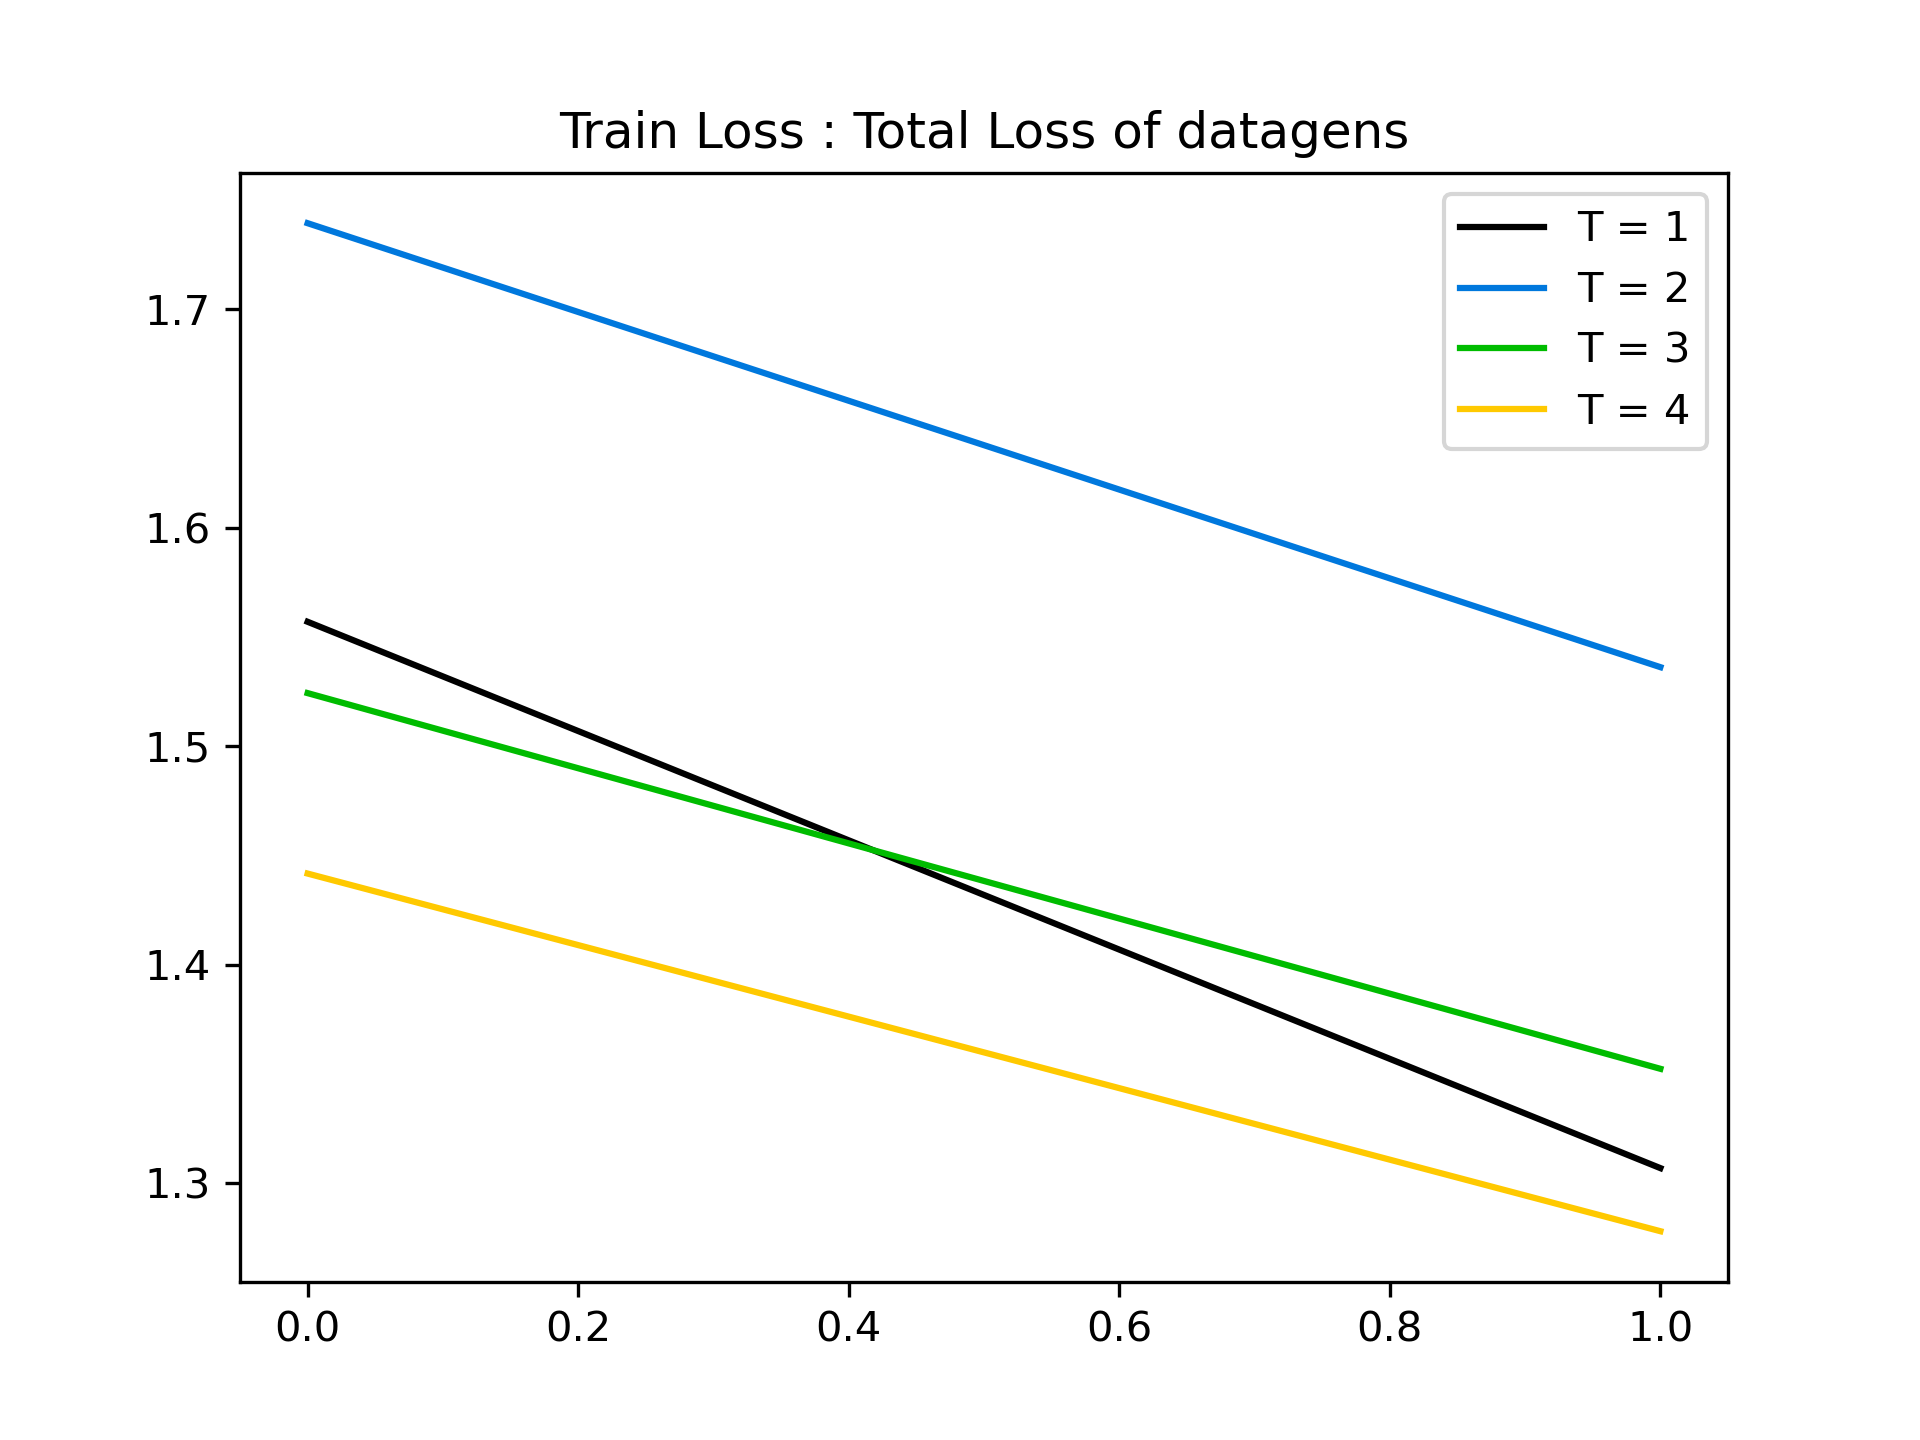 Train Loss : Total Loss of datagens
T = 1
T = 2
T = 3
T = 4
1.7
1.6
1.5
1.4
1.3
0.0 0.2 0.4 0.6 0.8 1.0